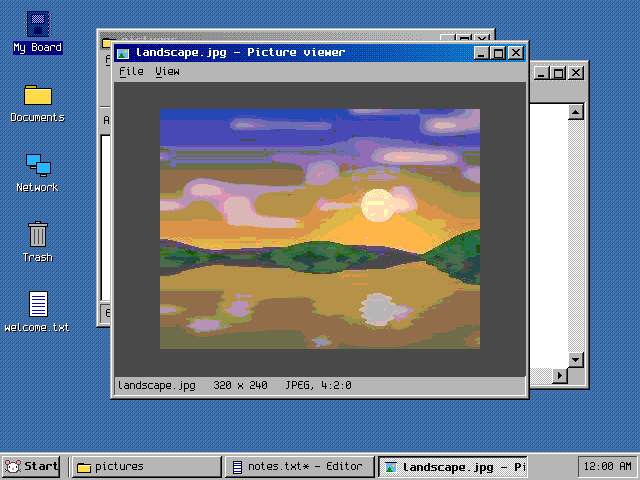 My Board
Documents
Network
Trash
welcome.txt
landscape.jpg - Picture viewer
File View
landscape.jpg 320 x 240 JPEG, 4:2:0
Start
pictures
notes.txt* - Editor
landscape.jpg - Pi
12:00 AM